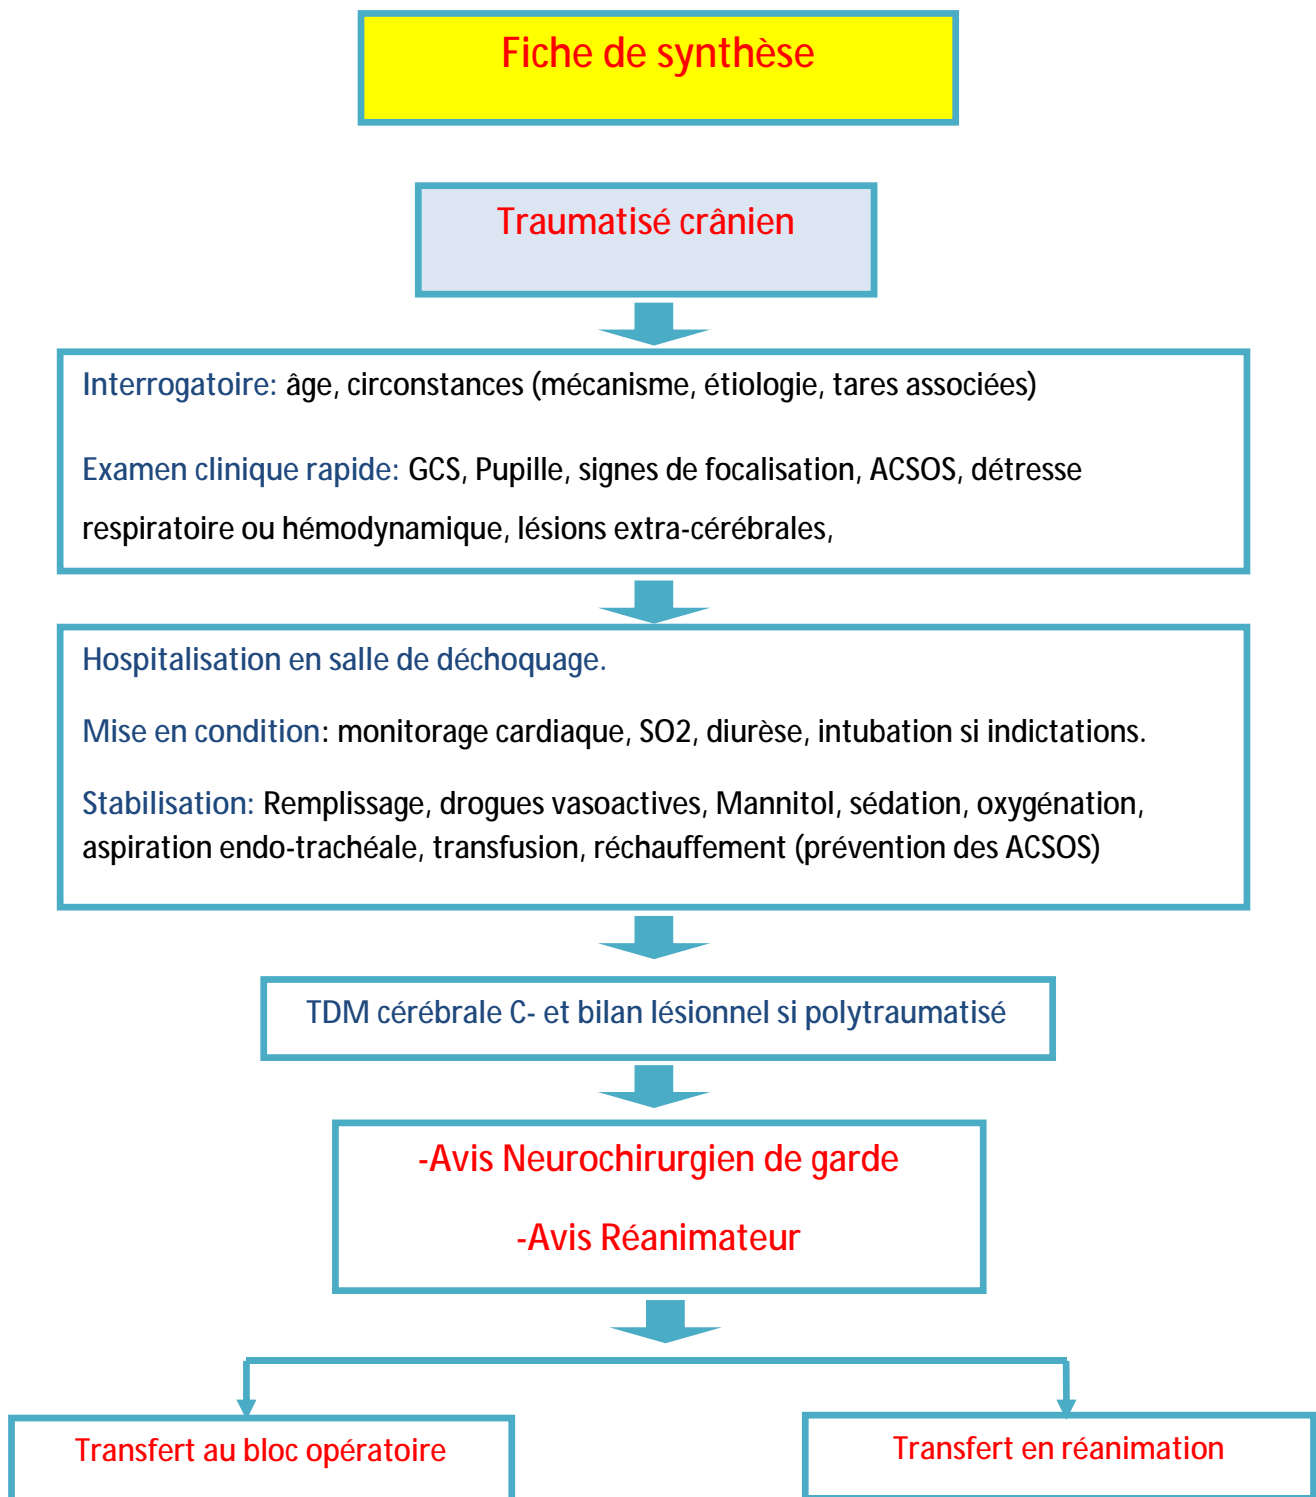 Fiche de synthèse
Traumatisé crânien
Interrogatoire: âge, circonstances (mécanisme, étiologie, tares associées)
Examen clinique rapide: GCS, Pupille, signes de focalisation, ACSOS, détresse
respiratoire ou hémodynamique, lésions extra-cérébrales,
Hospitalisation en salle de déchoquage.
Mise en condition: monitorage cardiaque, SO2, diurèse, intubation si indictations.
Stabilisation: Remplissage, drogues vasoactives, Mannitol, sédation, oxygénation,
aspiration endo-trachéale, transfusion, réchauffement (prévention des ACSOS)
TDM cérébrale C- et bilan lésionnel si polytraumatisé
-Avis Neurochirurgien de garde
-Avis Réanimateur
Transfert au bloc opératoire
Transfert en réanimation